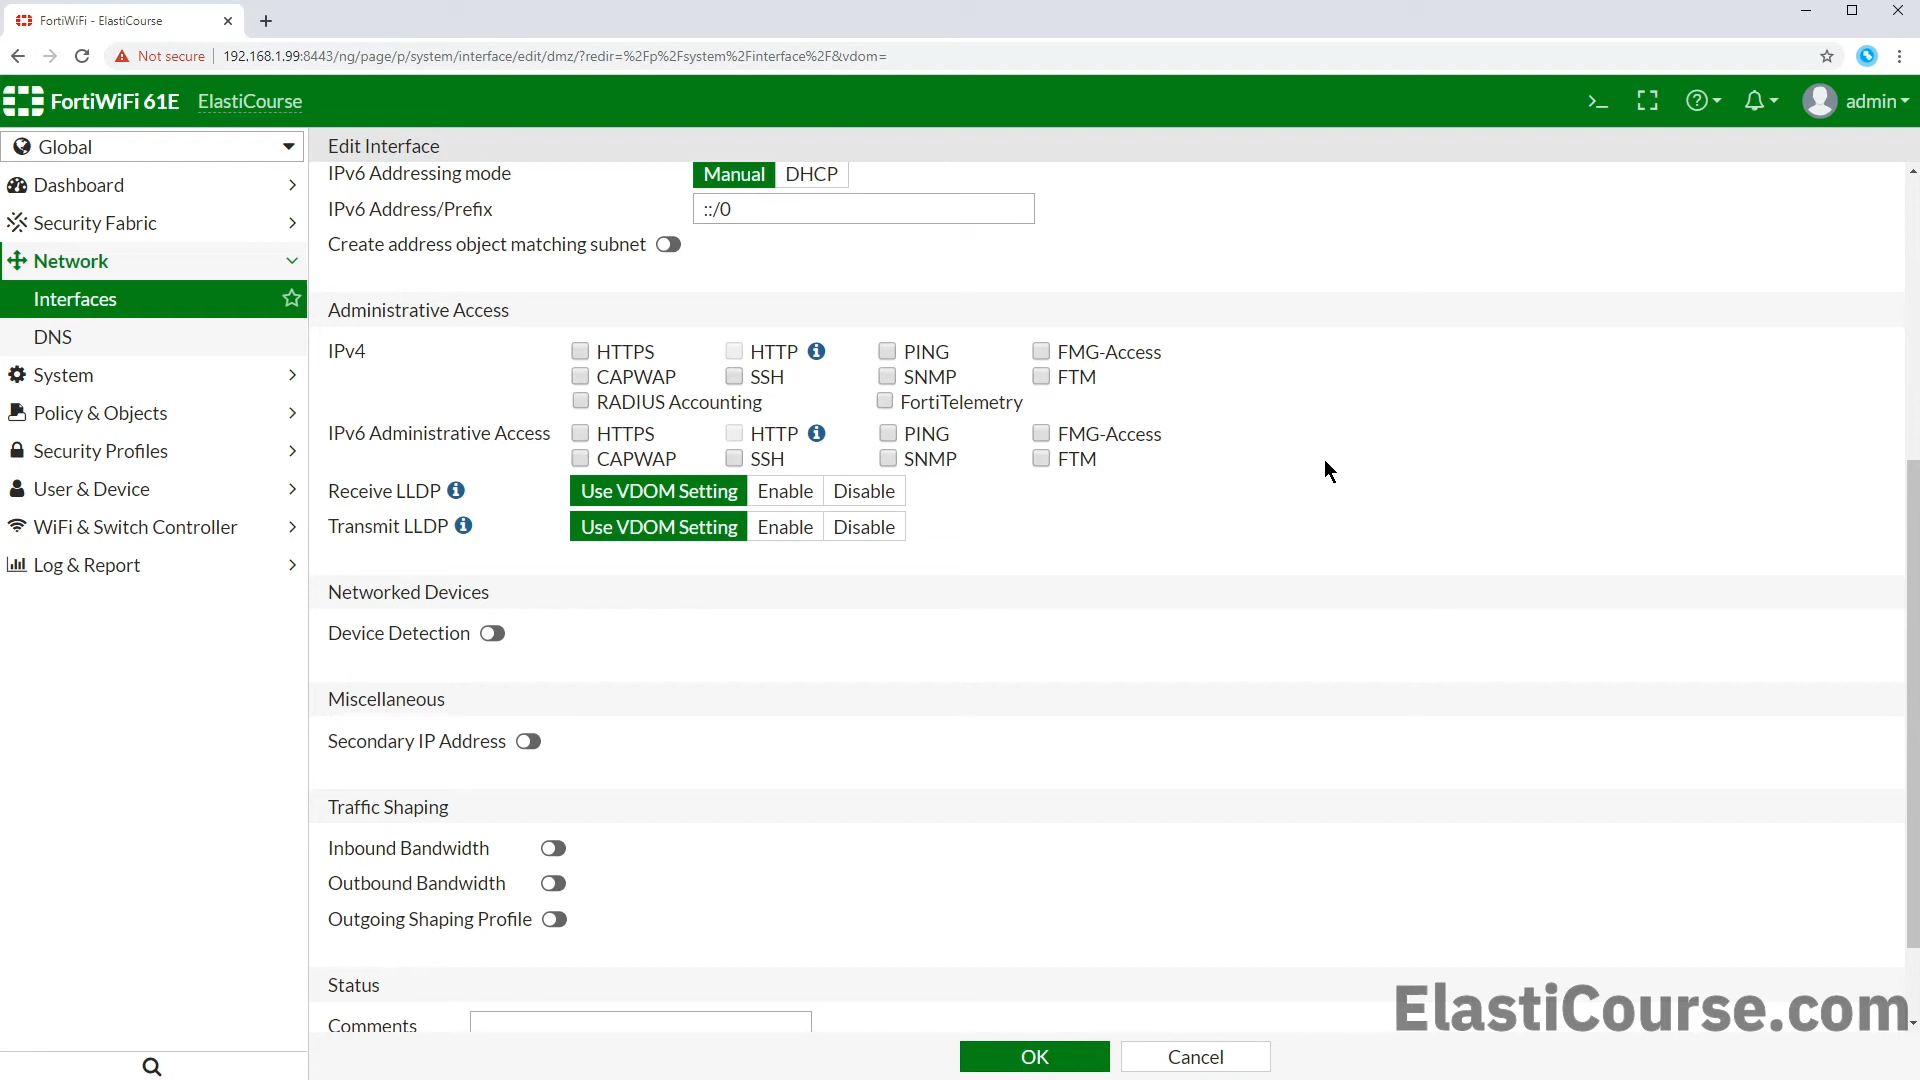 FortiWiFi - ElastiCourse
Not secure 192.168.1.99:8443/ng/page/p/system/interface/edit/dmz/?redir=%2Fp%2Fsystem%2Finterface%2F&vdom=
FortiWiFi 61E ElastiCourse admin
Global
Dashboard
Security Fabric
Network
Interfaces
DNS
System
Policy & Objects
Security Profiles
User & Device
WiFi & Switch Controller
Log & Report
Edit Interface
IPv6 Addressing mode Manual DHCP
IPv6 Address/Prefix ::/0
Create address object matching subnet
Administrative Access
IPv4 HTTPS HTTP PING FMG-Access
CAPWAP SSH SNMP FTM
RADIUS Accounting FortiTelemetry
IPv6 Administrative Access HTTPS HTTP PING FMG-Access
CAPWAP SSH SNMP FTM
Receive LLDP Use VDOM Setting Enable Disable
Transmit LLDP Use VDOM Setting Enable Disable
Networked Devices
Device Detection
Miscellaneous
Secondary IP Address
Traffic Shaping
Inbound Bandwidth
Outbound Bandwidth
Outgoing Shaping Profile
Status
Comments
OK Cancel
ElastiCourse.com